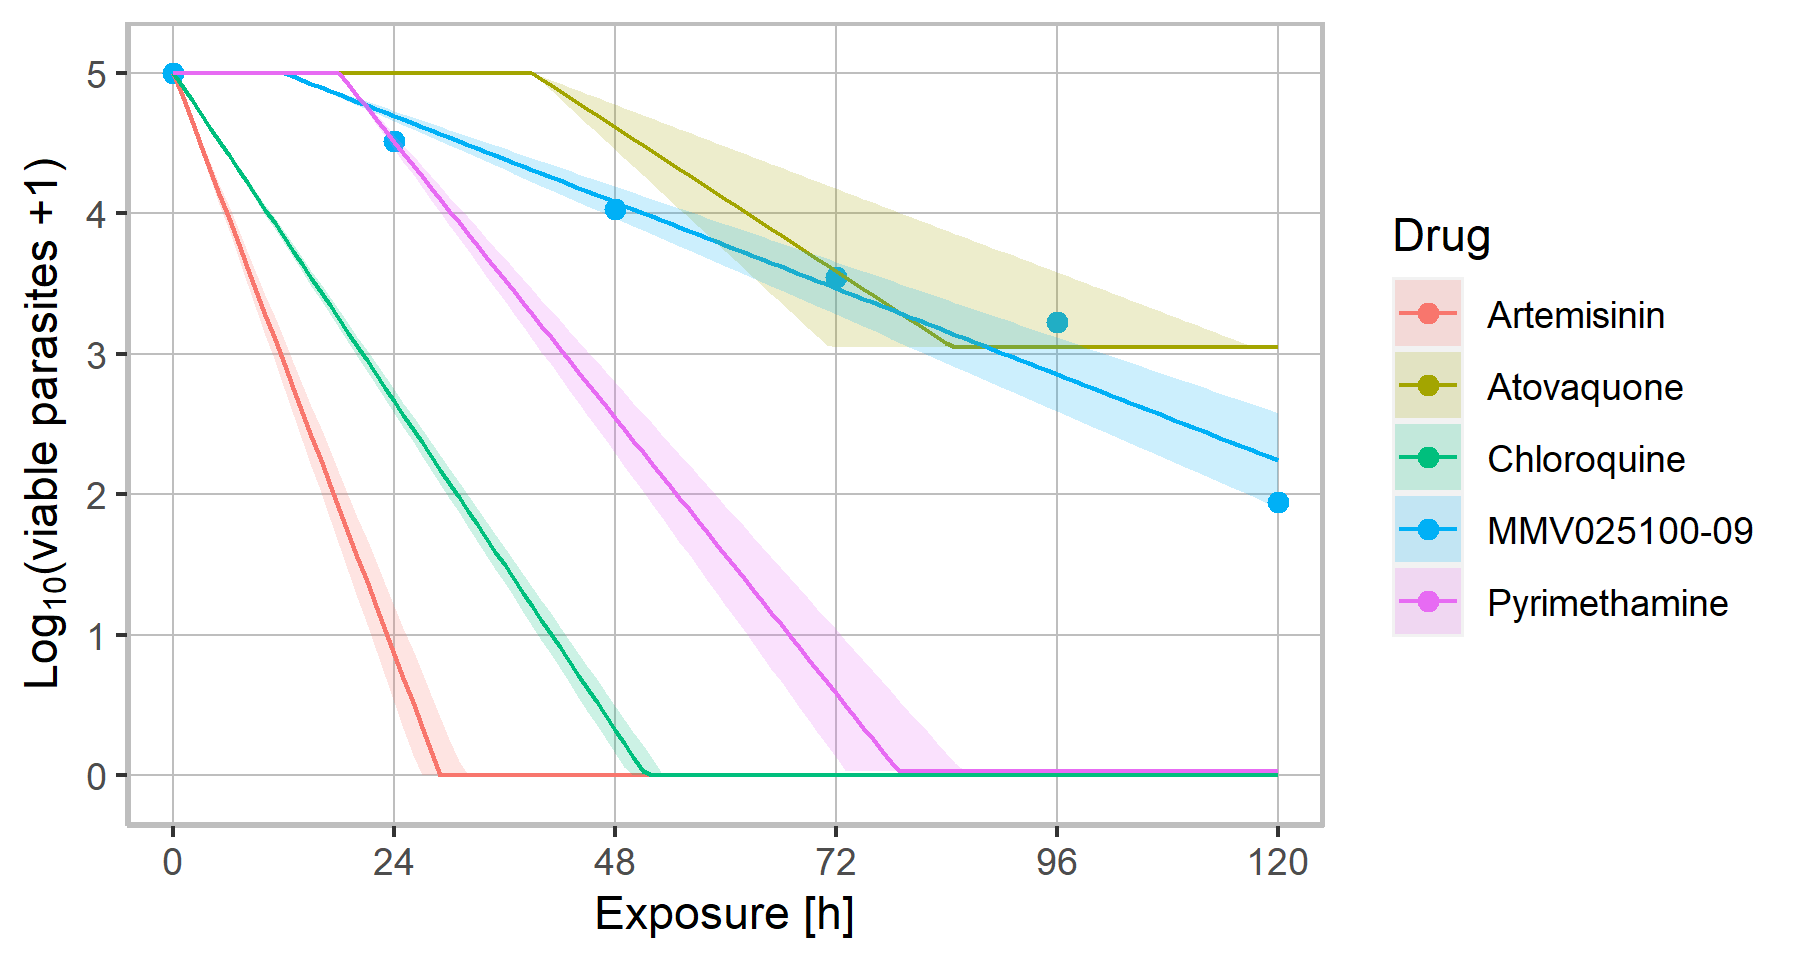 Log10(viable parasites +1)
5
4
3
2
1
0
0 24 48 72 96 120
Exposure [h]
Drug
Artemisinin
Atovaquone
Chloroquine
MMV025100-09
Pyrimethamine